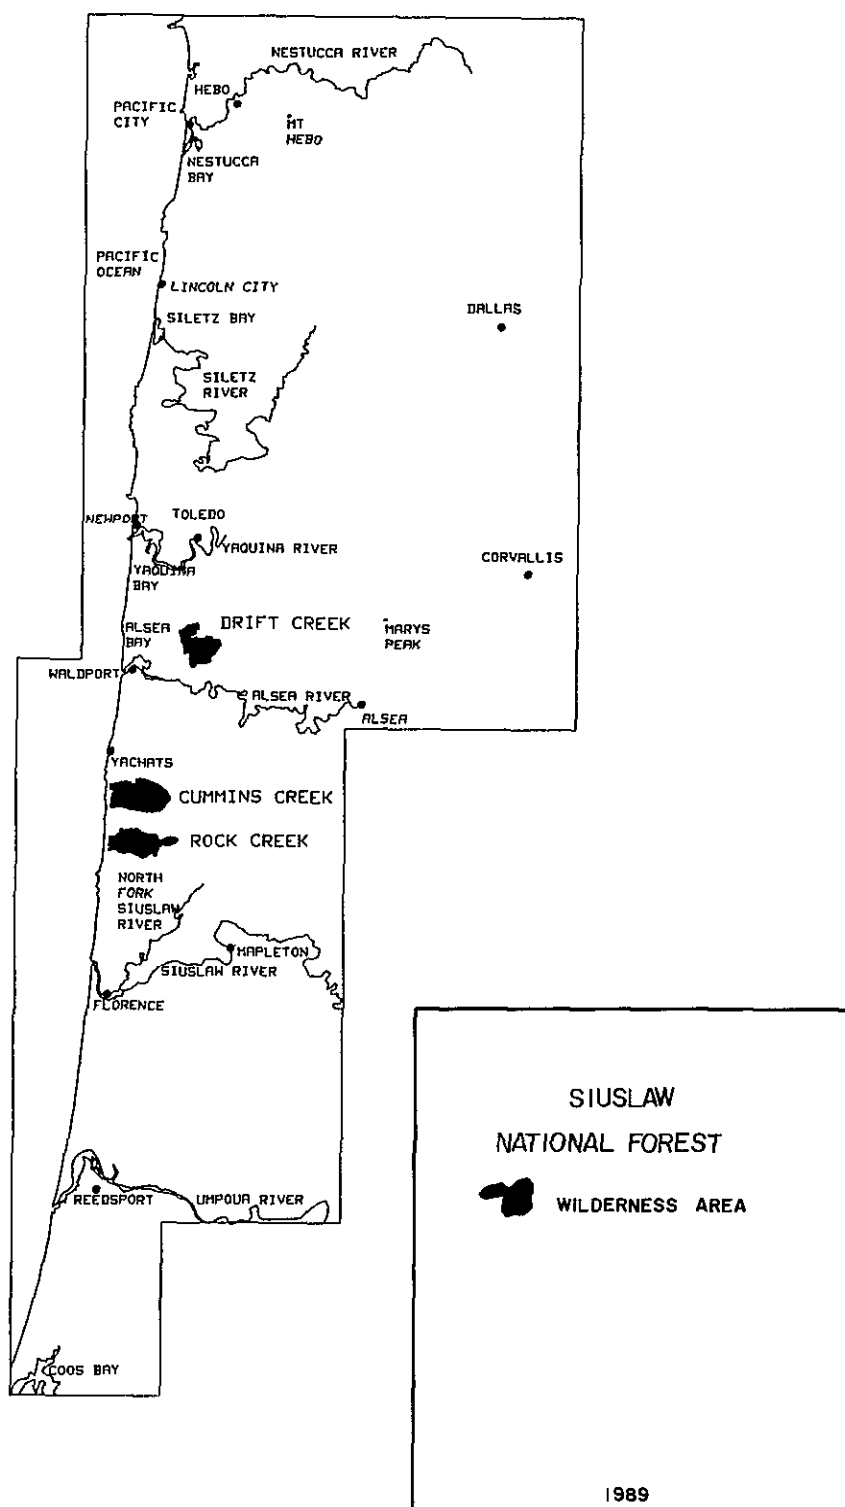 NESTUCCA RIVER
HEBO
PACIFIC
CITY
MT
HEBO
NESTUCCA
BAY
PACIFIC
OCEAN
LINCOLN CITY
SILETZ BAY
DALLAS
SILETZ
RIVER
NEWPORT
TOLEDO
YAQUINA RIVER
YAQUINA
BAY
CORVALLIS
ALSEA
BAY
DRIFT CREEK
MARYS
PEAK
WALDPORT
ALSEA RIVER
ALSEA
YACHATS
CUMMINS CREEK
ROCK CREEK
NORTH
FORK
SIUSLAW
RIVER
MAPLETON
SIUSLAW RIVER
FLORENCE
REEDSPORT
UMPQUA RIVER
COOS BAY
SIUSLAW
NATIONAL FOREST
WILDERNESS AREA
1989